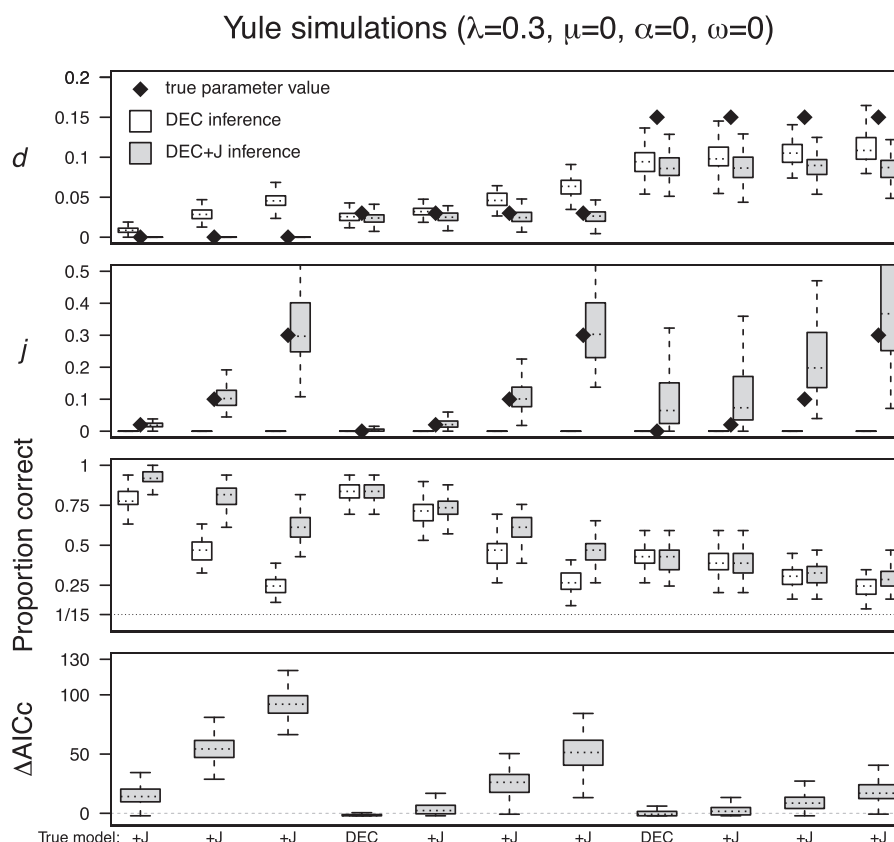 Yule simulations (λ=0.3, μ=0, α=0, ω=0)
0.2
0.15
0.1
0.05
0
d
true parameter value
DEC inference
DEC+J inference
0.5
0.4
0.3
0.2
0.1
0
j
1
0.75
0.5
0.25
1/15
Proportion correct
130
100
50
0
ΔAICc
True model: +J +J +J DEC +J +J +J DEC +J +J +J